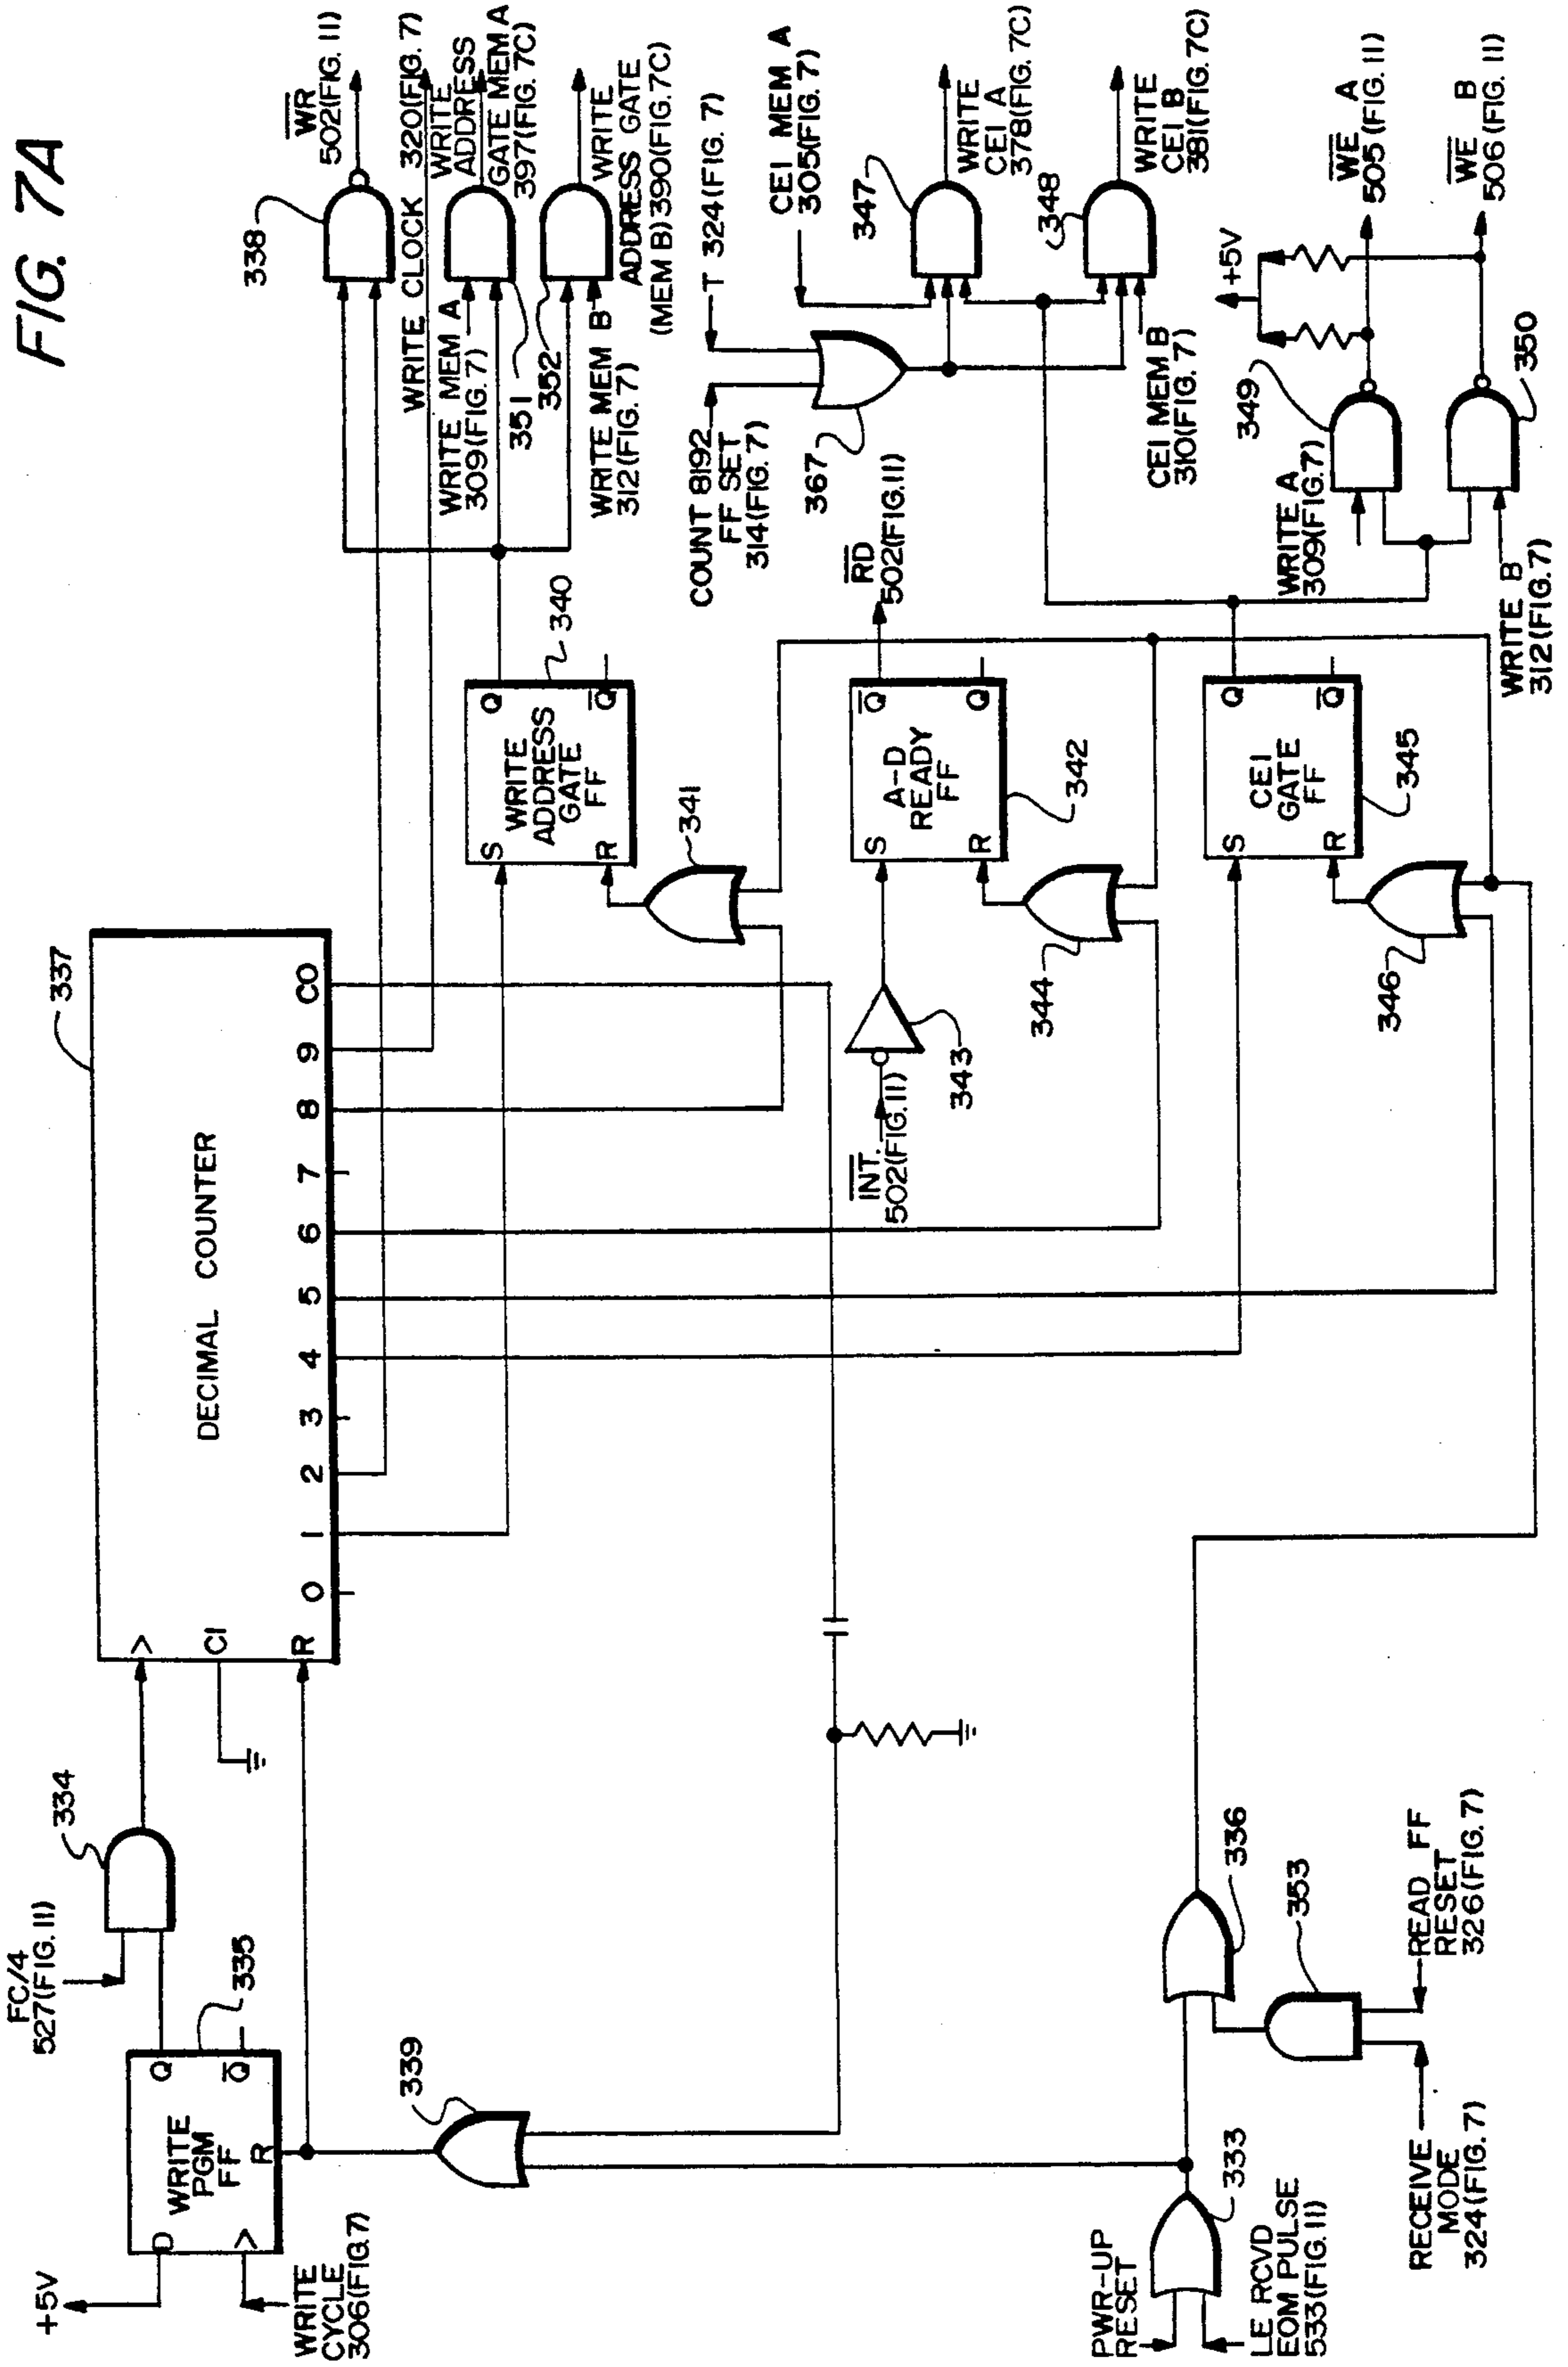 FIG. 7A
+5V
WRITE
CYCLE
306(FIG.7)
D
WRITE
PGM
FF
R
Q
Q̅
335
FC/4
527(FIG.11)
334
339
PWR-UP
RESET
LE RCVD
EOM PULSE
533(FIG.11)
333
336
353
RECEIVE
MODE
324(FIG.7)
READ FF
RESET
326(FIG.7)
337
DECIMAL COUNTER
CI
R
0
1
2
3
4
5
6
7
8
9
CO
S
WRITE
ADDRESS
GATE
FF
R
Q
Q̅
340
341
I̅N̅T̅.
502(FIG.11)
343
S
A-D
READY
FF
R
Q̅
Q
342
344
R̅D̅
502(FIG.11)
S
CEI
GATE
FF
R
Q
Q̅
345
346
338
W̅R̅
502(FIG. 11)
WRITE CLOCK 320(FIG. 7)
WRITE MEM A
309(FIG.7)
351
WRITE
ADDRESS
GATE MEM A
397(FIG.7C)
352
WRITE MEM B
312(FIG.7)
WRITE
ADDRESS GATE
(MEM B)390(FIG.7C)
COUNT 8192
FF SET
314(FIG.7)
T 324(FIG. 7)
367
CEI MEM A
305(FIG.7)
347
WRITE
CEI A
378(FIG.7C)
348
CEI MEM B
310(FIG.7)
WRITE
CEI B
381(FIG.7C)
+5V
349
WRITE A
309(FIG.7)
W̅E̅ A
505(FIG.11)
350
WRITE B
312(FIG.7)
W̅E̅ B
506(FIG.11)